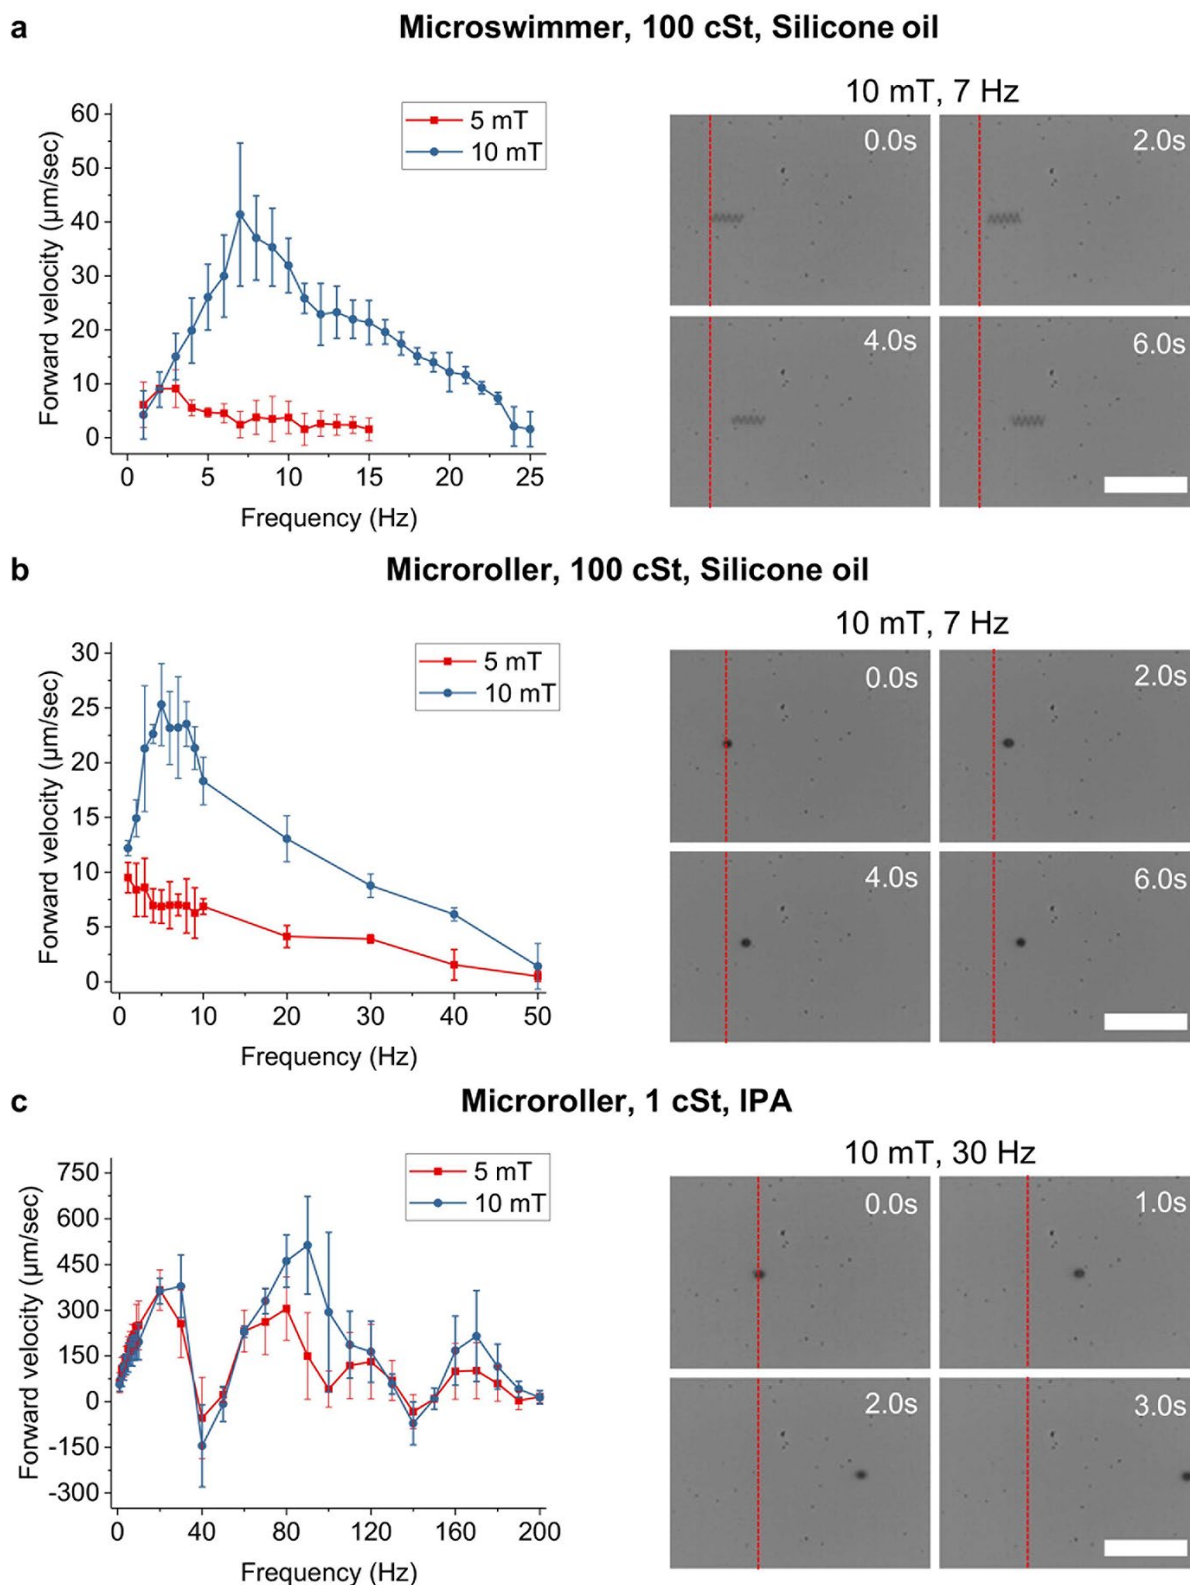 a
Microswimmer, 100 cSt, Silicone oil
Forward velocity (μm/sec)
60
50
40
30
20
10
0
0 5 10 15 20 25
Frequency (Hz)
5 mT
10 mT
10 mT, 7 Hz
0.0s
2.0s
4.0s
6.0s
b
Microroller, 100 cSt, Silicone oil
Forward velocity (μm/sec)
30
25
20
15
10
5
0
0 10 20 30 40 50
Frequency (Hz)
5 mT
10 mT
10 mT, 7 Hz
0.0s
2.0s
4.0s
6.0s
c
Microroller, 1 cSt, IPA
Forward velocity (μm/sec)
750
600
450
300
150
0
-150
-300
0 40 80 120 160 200
Frequency (Hz)
5 mT
10 mT
10 mT, 30 Hz
0.0s
1.0s
2.0s
3.0s